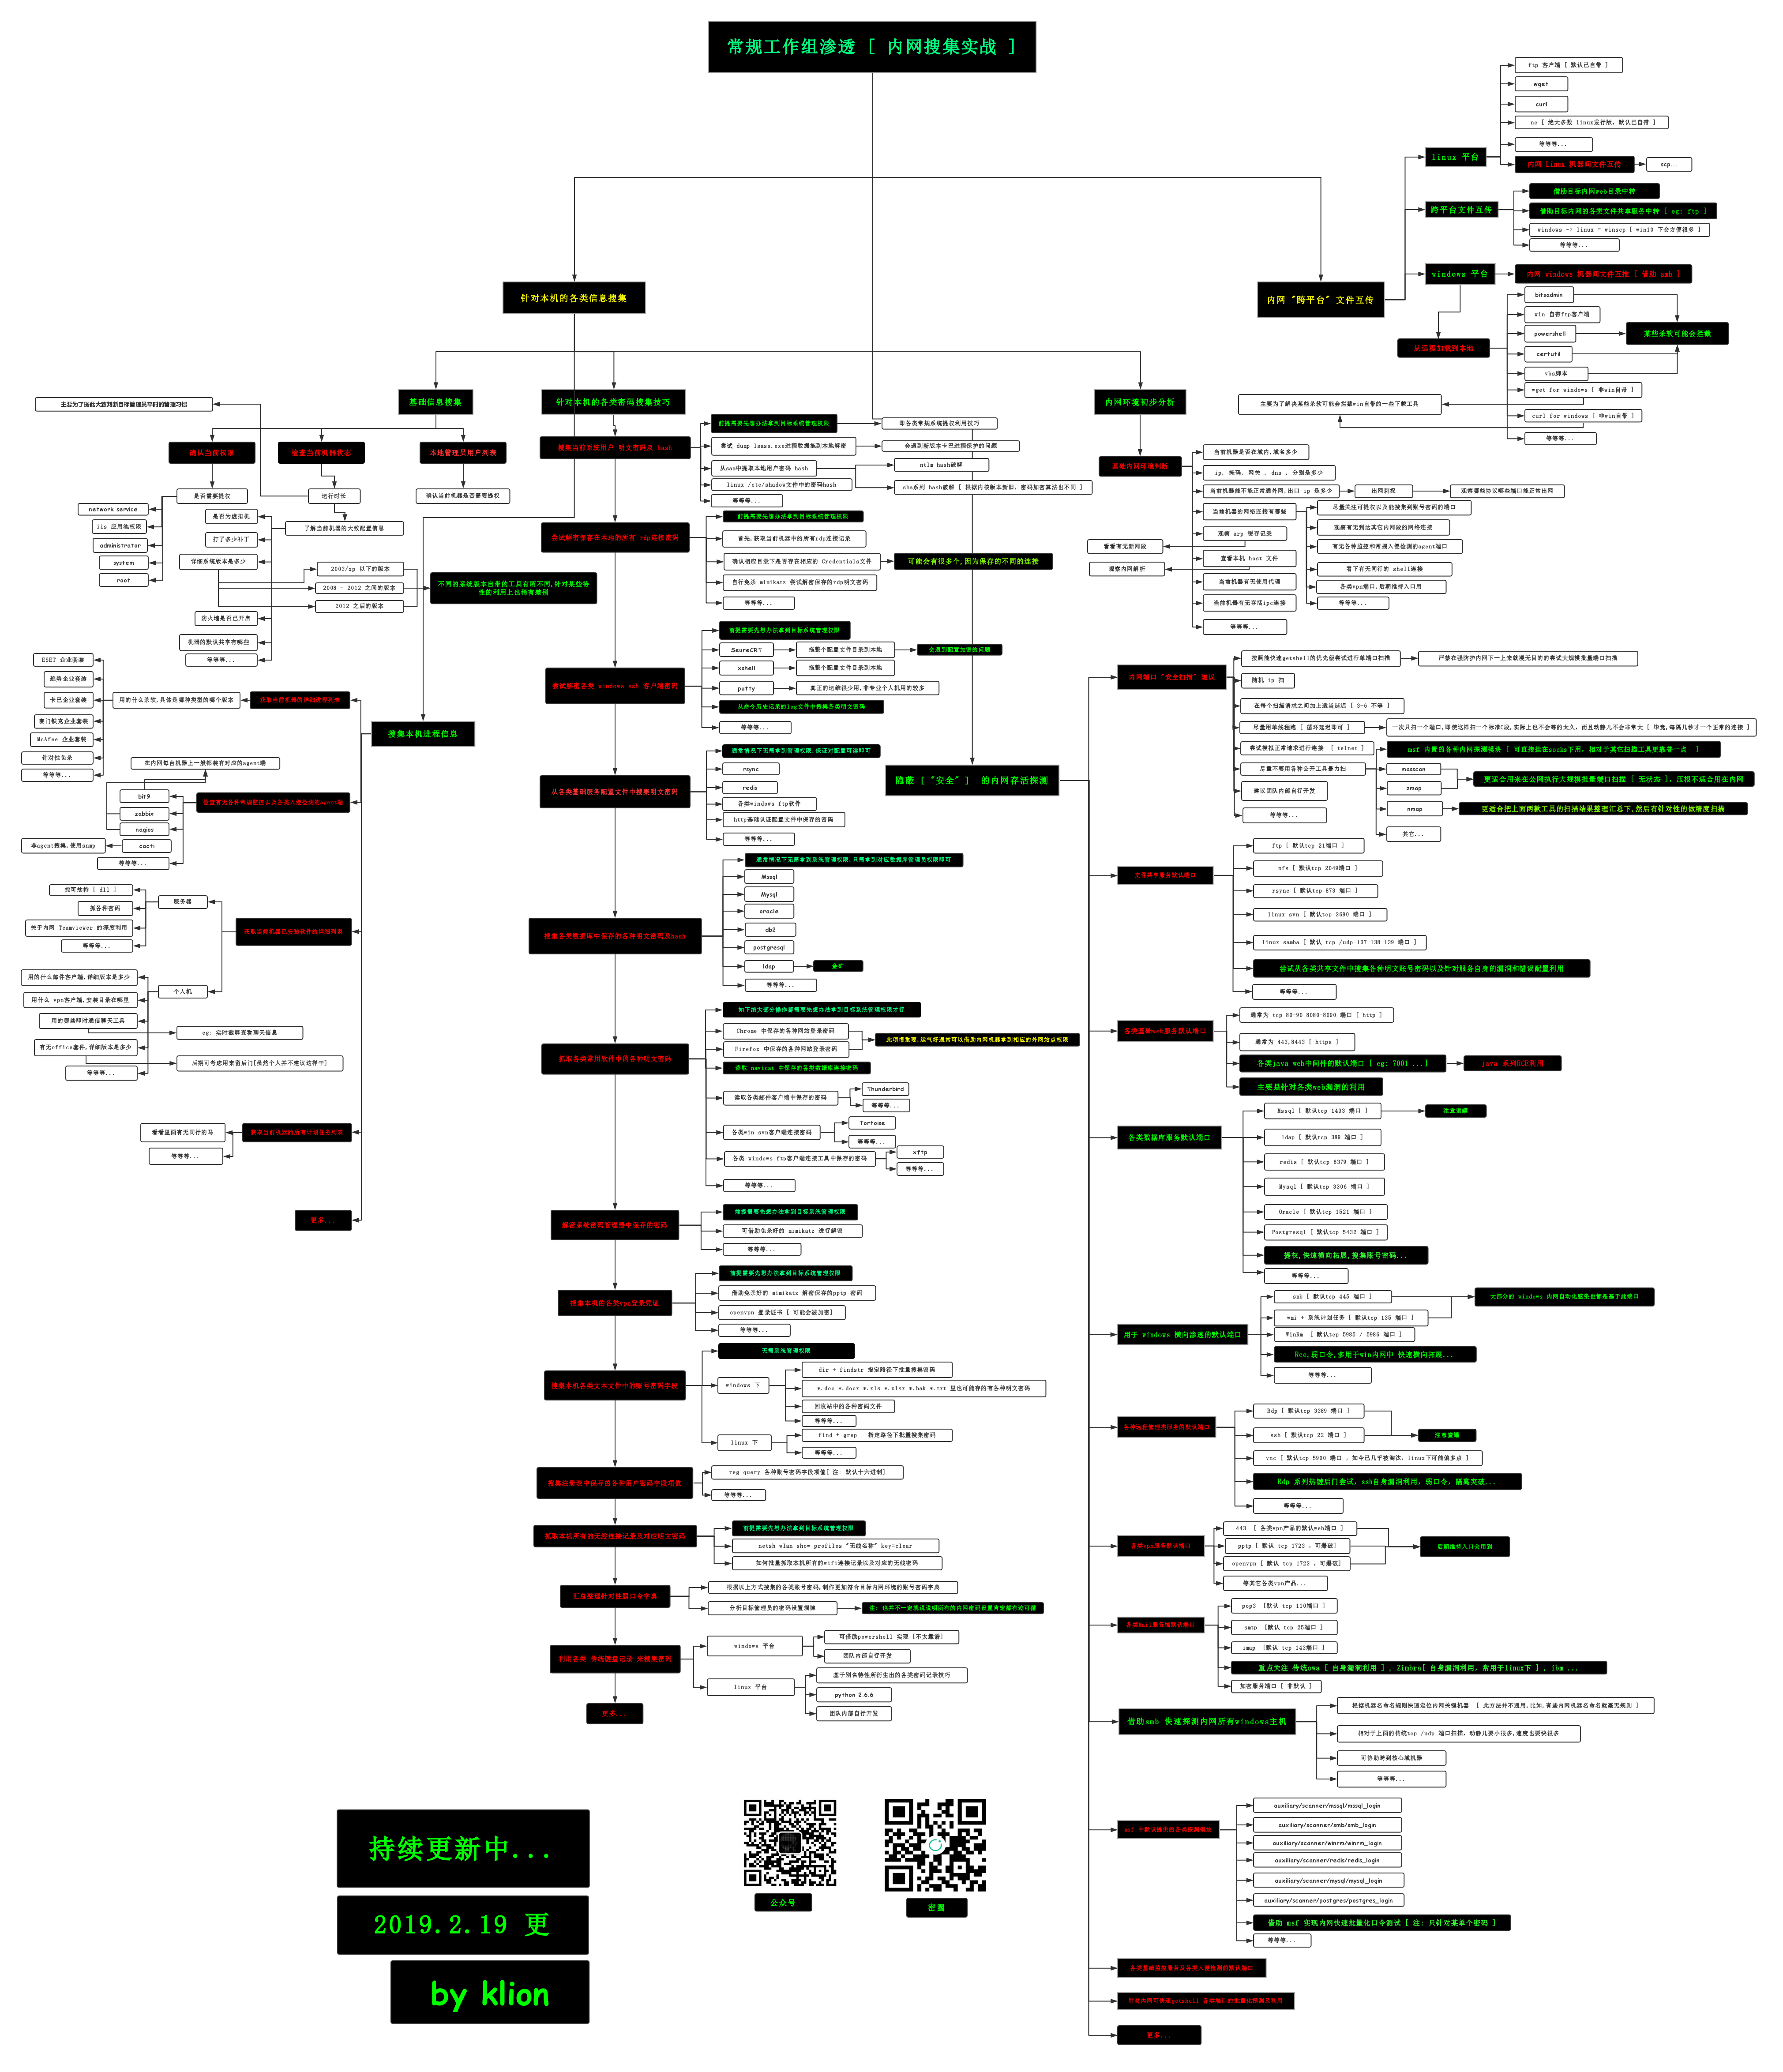 常规工作组渗透 [ 内网搜集实战 ]
针对本机的各类信息搜集
基础信息搜集
主要为了据此大致判断目标管理员平时的管理习惯
确认当前权限
检查当前机器状态
本地管理员用户列表
是否需要提权
运行时长
确认当前机器是否需要提权
network service
iis 应用池权限
administrator
system
root
是否为虚拟机
了解当前机器的大致配置信息
打了多少补丁
详细系统版本是多少
2003/xp 以下的版本
2008 - 2012 之间的版本
2012 之后的版本
不同的系统版本自带的工具有所不同,针对某些特
性的利用上也稍有差别
防火墙是否已开启
机器的默认共享有哪些
等等等...
搜集本机进程信息
获取当前机器的详细进程列表
用的什么杀软,具体是哪种类型的哪个版本
ESET 企业套装
趋势企业套装
卡巴企业套装
赛门铁克企业套装
McAfee 企业套装
针对性免杀
等等等...
检查有无各种常规监控以及各类入侵检测的agent端
在内网每台机器上一般都装有对应的agent端
bit9
zabbix
nagios
cacti
非agent搜集,使用snmp
等等等...
获取当前机器已安装软件的详细列表
服务器
找可劫持 [ dll ]
抓各种密码
关于内网 Teamviewer 的深度利用
等等等...
个人机
用的什么邮件客户端,详细版本是多少
用什么 vpn客户端,安装目录在哪里
用的哪些即时通信聊天工具
eg: 实时截屏查看聊天信息
有无office套件,详细版本是多少
后期可考虑用来留后门[虽然个人并不建议这样干]
等等等...
获取当前机器的所有计划任务列表
看看里面有无同行的马
等等等...
更多...
针对本机的各类密码搜集技巧
搜集当前系统用户 明文密码及 hash
前提需要先想办法拿到目标系统管理权限
即各类常规系统提权利用技巧
尝试 dump lsass.exe进程数据拖到本地解密
会遇到新版本卡巴进程保护的问题
从sam中提取本地用户密码 hash
ntlm hash破解
linux /etc/shadow文件中的密码hash
sha系列 hash破解 [ 根据内核版本新旧, 密码加密算法也不同 ]
等等等...
尝试解密保存在本地的所有 rdp连接密码
前提需要先想办法拿到目标系统管理权限
首先,获取当前机器中的所有rdp连接记录
确认相应目录下是否存在相应的 Credentials文件
可能会有很多个,因为保存的不同的连接
自行免杀 mimikatz 尝试解密保存的rdp明文密码
等等等...
尝试解密各类 windows ssh 客户端密码
前提需要先想办法拿到目标系统管理权限
SeureCRT
拖整个配置文件目录到本地
会遇到配置加密的问题
xshell
拖整个配置文件目录到本地
putty
真正的运维很少用,非专业个人机用的较多
从命令历史记录的log文件中搜集各类明文密码
等等等...
从各类基础服务配置文件中搜集明文密码
通常情况下无需拿到管理权限,保证对配置可读即可
rsync
redis
各类windows ftp软件
http基础认证配置文件中保存的密码
等等等...
搜集各类数据库中保存的各种明文密码及hash
通常情况下无需拿到系统管理权限,只需拿到对应数据库管理员权限即可
Mssql
Mysql
oracle
db2
postgresql
ldap
金矿
等等等...
抓取各类常用软件中的各种明文密码
如下绝大部分操作都需要先想办法拿到目标系统管理权限才行
Chrome 中保存的各种网站登录密码
Firefox 中保存的各种网站登录密码
此项很重要,运气好通常可以借助内网机器拿到相应的外网站点权限
读取 navicat 中保存的各类数据库连接密码
读取各类邮件客户端中保存的密码
Thunderbird
等等等...
各类win svn客户端连接密码
Tortoise
等等等...
各类 windows ftp客户端连接工具中保存的密码
xftp
等等等...
等等等...
解密系统密码管理器中保存的密码
前提需要先想办法拿到目标系统管理权限
可借助免杀好的 mimikatz 进行解密
等等等...
搜集本机的各类vpn登录凭证
前提需要先想办法拿到目标系统管理权限
借助免杀好的 mimikatz 解密保存的pptp 密码
openvpn 登录证书 [ 可能会被加密]
等等等...
搜集本机各类文本文件中的账号密码字段
无需系统管理权限
windows 下
dir + findstr 指定路径下批量搜集密码
*.doc *.docx *.xls *.xlsx *.bak *.txt 里也可能存的有各种明文密码
回收站中的各种密码文件
等等等...
linux 下
find + grep 指定路径下批量搜集密码
等等等...
搜集注册表中保存的各种用户密码字段项值
reg query 各种账号密码字段项值[ 注: 默认十六进制]
等等等...
抓取本机所有的无线连接记录及对应明文密码
前提需要先想办法拿到目标系统管理权限
netsh wlan show profiles "无线名称" key=clear
如何批量抓取本机所有的wifi连接记录以及对应的无线密码
汇总整理针对性弱口令字典
根据以上方式搜集的各类账号密码,制作更加符合目标内网环境的账号密码字典
分析目标管理员的密码设置规律
注: 也并不一定就说说明所有的内网密码设置肯定都有迹可循
利用各类 传统键盘记录 来搜集密码
windows 平台
可借助powershell 实现 [不太靠谱]
团队内部自行开发
linux 平台
基于别名特性所衍生出的各类密码记录技巧
python 2.6.6
团队内部自行开发
更多...
内网环境初步分析
基础内网环境判断
当前机器是否在域内,域名多少
ip, 掩码, 网关 , dns , 分别是多少
当前机器能不能正常通外网,出口 ip 是多少
出网刺探
观察哪些协议哪些端口能正常出网
当前机器的网络连接有哪些
尽量关注可提权以及能搜集到账号密码的端口
观察有无到达其它内网段的网络连接
有无各种监控和常规入侵检测的agent端口
看下有无同行的 shell连接
各类vpn端口,后期维持入口用
等等等...
观察 arp 缓存记录
看看有无新网段
查看本机 host 文件
观察内网解析
当前机器有无使用代理
当前机器有无存活ipc连接
等等等...
内网 "跨平台" 文件互传
linux 平台
ftp 客户端 [ 默认已自带 ]
wget
curl
nc [ 绝大多数 linux发行版, 默认已自带 ]
等等等...
内网 Linux 机器间文件互传
scp...
跨平台文件互传
借助目标内网web目录中转
借助目标内网的各类文件共享服务中转 [ eg: ftp ]
windows -> linux = winscp [ win10 下会方便很多 ]
等等等...
windows 平台
内网 windows 机器间文件互推 [ 借助 smb ]
从远程加载到本地
bitsadmin
win 自带ftp客户端
powershell
某些杀软可能会拦截
certutil
vbs脚本
wget for windows [ 非win自带 ]
主要为了解决某些杀软可能会拦截win自带的一些下载工具
curl for windows [ 非win自带 ]
等等等...
隐蔽 [ "安全" ] 的内网存活探测
内网端口 "安全扫描" 建议
按照能快速getshell的优先级尝试进行单端口扫描
严禁在强防护内网下一上来就漫无目的的尝试大规模批量端口扫描
随机 ip 扫
在每个扫描请求之间加上适当延迟 [ 3-6 不等 ]
尽量用单线程跑 [ 循环延迟即可 ]
一次只扫一个端口,即使这样扫一个标准C段,实际上也不会等的太久, 而且动静儿不会非常大 [ 毕竟,每隔几秒才一个正常的连接 ]
尝试模拟正常请求进行连接 [ telnet ]
尽量不要用各种公开工具暴力扫
msf 内置的各种内网探测模块 [ 可直接挂在socks下用, 相对于其它扫描工具更靠普一点 ]
masscan
zmap
更适合用来在公网执行大规模批量端口扫描 [ 无状态 ], 压根不适合用在内网
nmap
更适合把上面两款工具的扫描结果整理汇总下,然后有针对性的做精度扫描
其它...
建议团队内部自行开发
等等等...
文件共享服务默认端口
ftp [ 默认tcp 21端口 ]
nfs [ 默认tcp 2049端口 ]
rsync [ 默认tcp 873 端口 ]
linux svn [ 默认tcp 3690 端口 ]
linux samba [ 默认 tcp /udp 137 138 139 端口 ]
尝试从各类共享文件中搜集各种明文账号密码以及针对服务自身的漏洞和错误配置利用
等等等...
各类基础web服务默认端口
通常为 tcp 80-90 8080-8090 端口 [ http ]
通常为 443,8443 [ https ]
各类java web中间件的默认端口 [ eg: 7001 ...]
java 系列RCE利用
主要是针对各类web漏洞的利用
各类数据库服务默认端口
Mssql [ 默认tcp 1433 端口 ]
注意蜜罐
ldap [ 默认tcp 389 端口 ]
redis [ 默认tcp 6379 端口 ]
Mysql [ 默认tcp 3306 端口 ]
Oracle [ 默认tcp 1521 端口 ]
Postgresql [ 默认tcp 5432 端口 ]
提权,快速横向拓展,搜集账号密码...
等等等...
用于 windows 横向渗透的默认端口
smb [ 默认tcp 445 端口 ]
大部分的 windows 内网自动化感染也都是基于此端口
wmi + 系统计划任务 [ 默认tcp 135 端口 ]
WinRm [ 默认tcp 5985 / 5986 端口 ]
Rce,弱口令,多用于win内网中 快速横向拓展...
等等等...
各种远程管理类服务的默认端口
Rdp [ 默认tcp 3389 端口 ]
ssh [ 默认tcp 22 端口 ]
注意蜜罐
vnc [ 默认tcp 5900 端口 , 如今已几乎被淘汰, linux下可能偏多点 ]
Rdp 系列热键后门尝试, ssh自身漏洞利用, 弱口令, 隔离突破...
等等等...
各类vpn服务默认端口
443 [ 各类vpn产品的默认web端口 ]
pptp [ 默认 tcp 1723 , 可爆破]
openvpn [ 默认 tcp 1723 , 可爆破]
后期维持入口会用到
等其它各类vpn产品...
各类Mail服务端默认端口
pop3 [默认 tcp 110端口 ]
smtp [默认 tcp 25端口 ]
imap [默认 tcp 143端口 ]
重点关注 传统owa [ 自身漏洞利用 ] , Zimbra[ 自身漏洞利用, 常用于linux下 ] , ibm ...
加密服务端口 [ 非默认 ]
借助smb 快速探测内网所有windows主机
根据机器名命名规则快速定位内网关键机器 [ 此方法并不通用,比如,有些内网机器名命名就毫无规则 ]
相对于上面的传统tcp /udp 端口扫描, 动静儿要小很多,速度也要快很多
可协助跨到核心域机器
等等等...
msf 中默认提供的各类探测模块
auxiliary/scanner/mssql/mssql_login
auxiliary/scanner/smb/smb_login
auxiliary/scanner/winrm/winrm_login
auxiliary/scanner/redis/redis_login
auxiliary/scanner/mysql/mysql_login
auxiliary/scanner/postgres/postgres_login
借助 msf 实现内网快速批量化口令测试 [ 注: 只针对某单个密码 ]
等等等...
各类基础监控服务及各类入侵检测的默认端口
针对内网可快速getshell 各类端口的批量化探测及利用
更多...
持续更新中...
2019.2.19 更
by klion
公众号
密圈